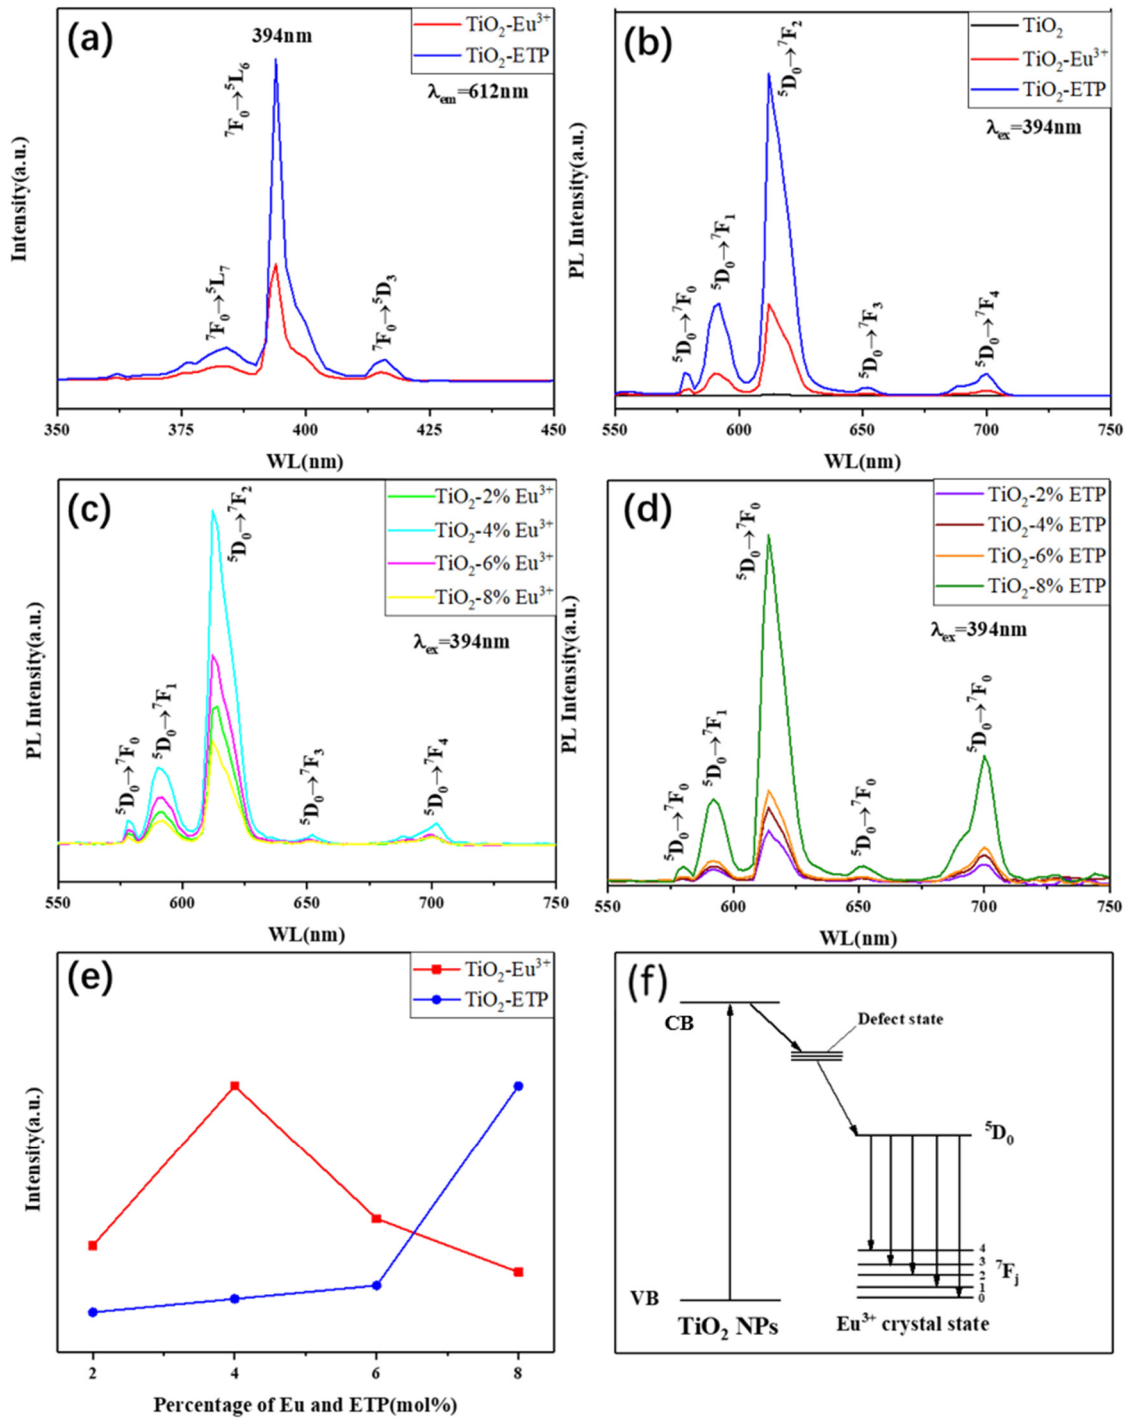 (a)
394nm
TiO₂-Eu³⁺
TiO₂-ETP
λem=612nm
⁷F₀→⁵L₆
⁷F₀→⁵L₇
⁷F₀→⁵D₃
Intensity(a.u.)
350 375 400 425 450
WL(nm)
(b)
TiO₂
TiO₂-Eu³⁺
TiO₂-ETP
λex=394nm
⁵D₀→⁷F₀
⁵D₀→⁷F₁
⁵D₀→⁷F₂
⁵D₀→⁷F₃
⁵D₀→⁷F₄
PL Intensity(a.u.)
550 600 650 700 750
WL(nm)
(c)
TiO₂-2% Eu³⁺
TiO₂-4% Eu³⁺
TiO₂-6% Eu³⁺
TiO₂-8% Eu³⁺
λex=394nm
⁵D₀→⁷F₀
⁵D₀→⁷F₁
⁵D₀→⁷F₂
⁵D₀→⁷F₃
⁵D₀→⁷F₄
PL Intensity(a.u.)
550 600 650 700 750
WL(nm)
(d)
TiO₂-2% ETP
TiO₂-4% ETP
TiO₂-6% ETP
TiO₂-8% ETP
λex=394nm
⁵D₀→⁷F₀
⁵D₀→⁷F₁
⁵D₀→⁷F₀
⁵D₀→⁷F₀
⁵D₀→⁷F₀
PL Intensity(a.u.)
550 600 650 700 750
WL(nm)
(e)
TiO₂-Eu³⁺
TiO₂-ETP
Intensity(a.u.)
2 4 6 8
Percentage of Eu and ETP(mol%)
(f)
CB
Defect state
⁵D₀
4
3
2
1
0
⁷Fj
VB
TiO₂ NPs
Eu³⁺ crystal state